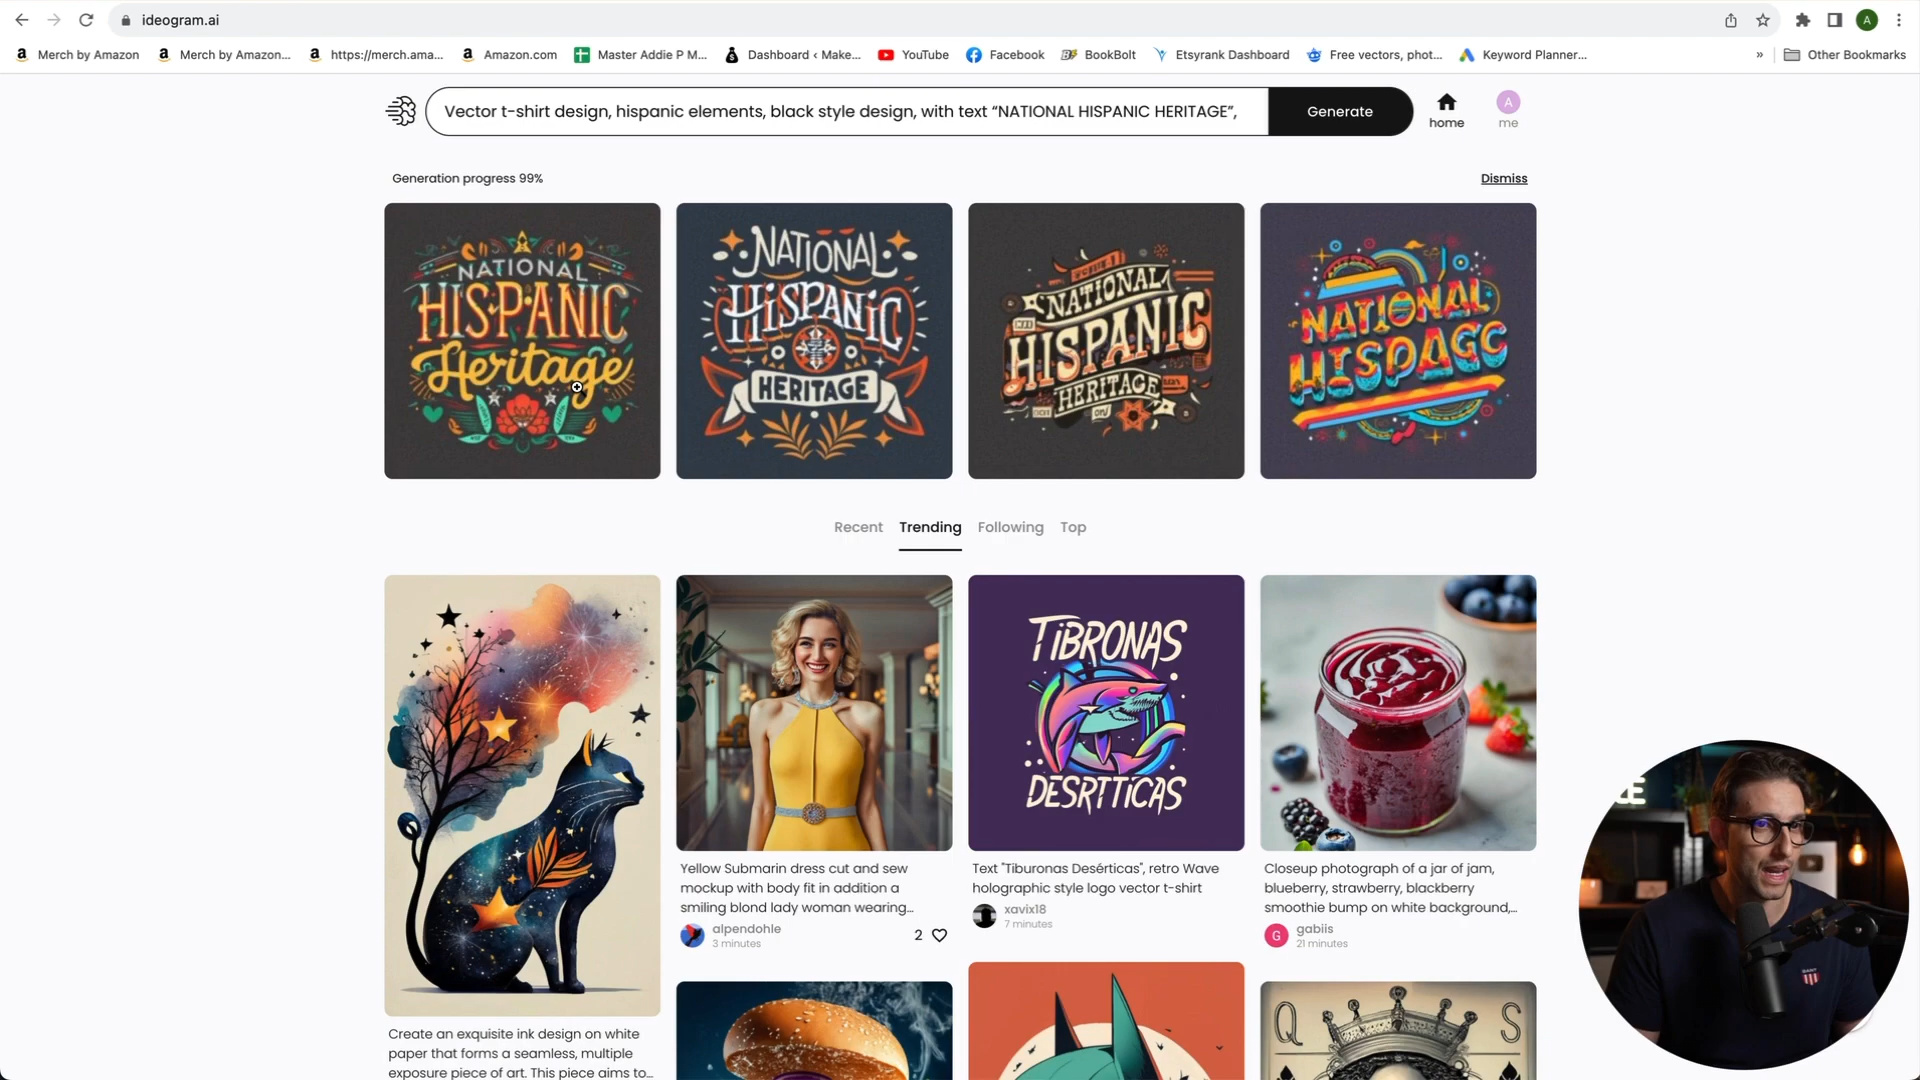 ideogram.ai
A
Merch by Amazon
Merch by Amazon...
https://merch.ama...
Amazon.com
Master Addie P M...
Dashboard ‹ Make...
YouTube
Facebook
BookBolt
Etsyrank Dashboard
Free vectors, phot...
Keyword Planner...
»
Other Bookmarks
Vector t-shirt design, hispanic elements, black style design, with text “NATIONAL HISPANIC HERITAGE”,
Generate
home
A
me
Generation progress 99%
Dismiss
NATIONAL
HISPANIC
Heritage
NATIONAL
HISPANIC
HERITAGE
NATIONAL
HISPANIC
HERITAGE
NATIONAL
HISPAGC
Recent
Trending
Following
Top
TIBRONAS
DESRTTICAS
Create an exquisite ink design on white
paper that forms a seamless, multiple
exposure piece of art. This piece aims to...
Yellow Submarin dress cut and sew
mockup with body fit in addition a
smiling blond lady woman wearing...
alpendohle
3 minutes
2
Text "Tiburonas Desérticas", retro Wave
holographic style logo vector t-shirt
xavix18
7 minutes
Closeup photograph of a jar of jam,
blueberry, strawberry, blackberry
smoothie bump on white background,...
G
gabiis
21 minutes
Q
S